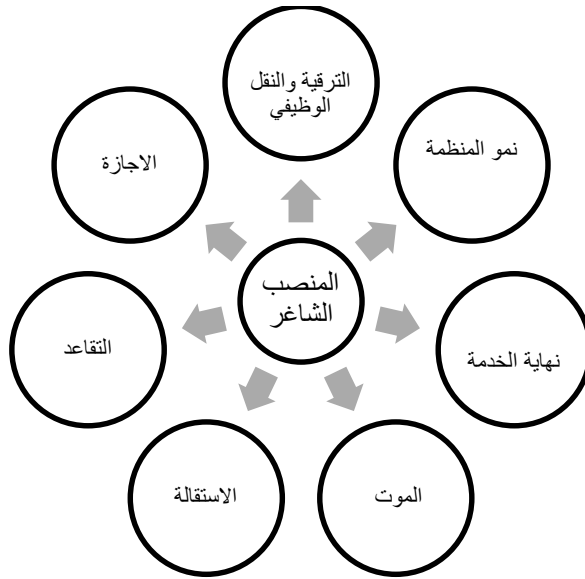 الترقية والنقل
الوظيفي
نمو المنظمة
نهاية الخدمة
الموت
الاستقالة
التقاعد
الاجازة
المنصب
الشاغر